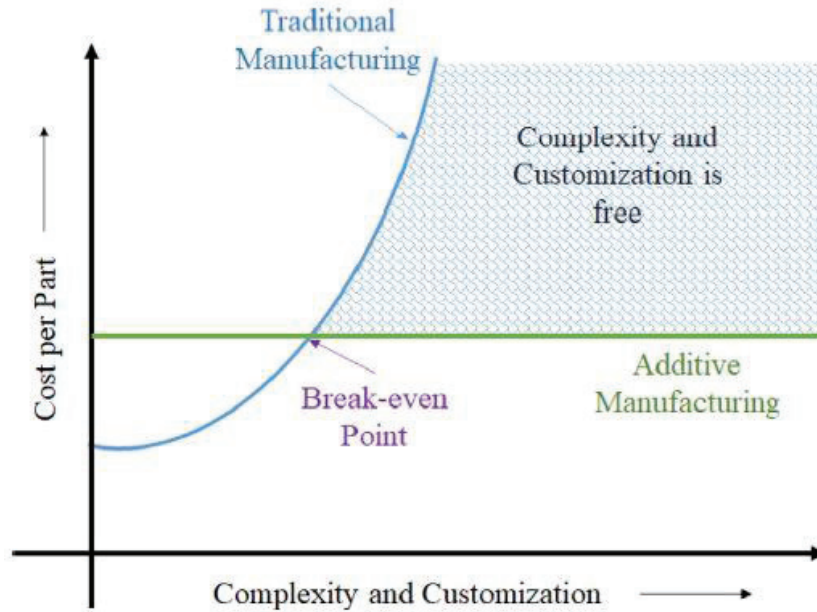 Traditional
Manufacturing
Complexity and
Customization is
free
Cost per Part
Additive
Manufacturing
Break-even
Point
Complexity and Customization